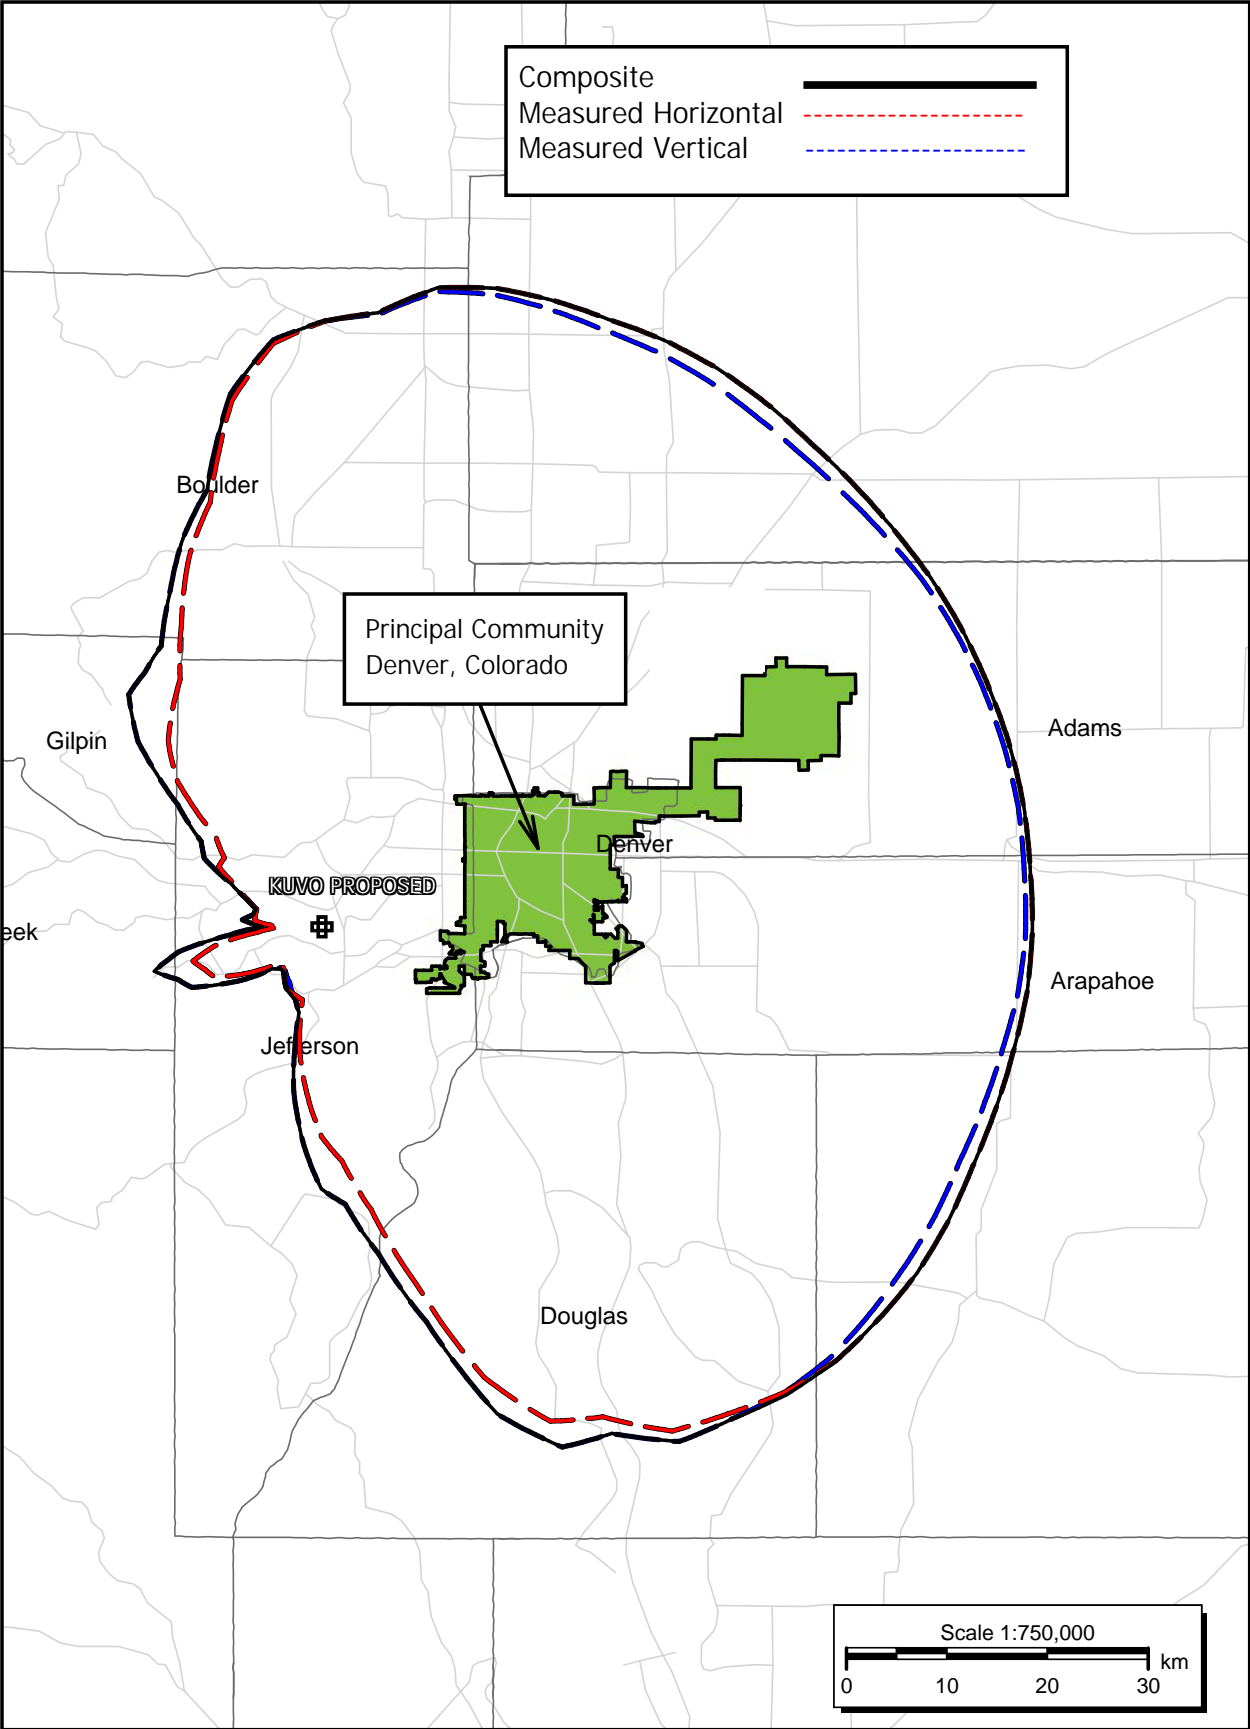 Composite
Measured Horizontal
Measured Vertical
Boulder
Principal Community
Denver, Colorado
Gilpin
Adams
Denver
KUVO PROPOSED
eek
Arapahoe
Jefferson
Douglas
Scale 1:750,000
km
0 10 20 30